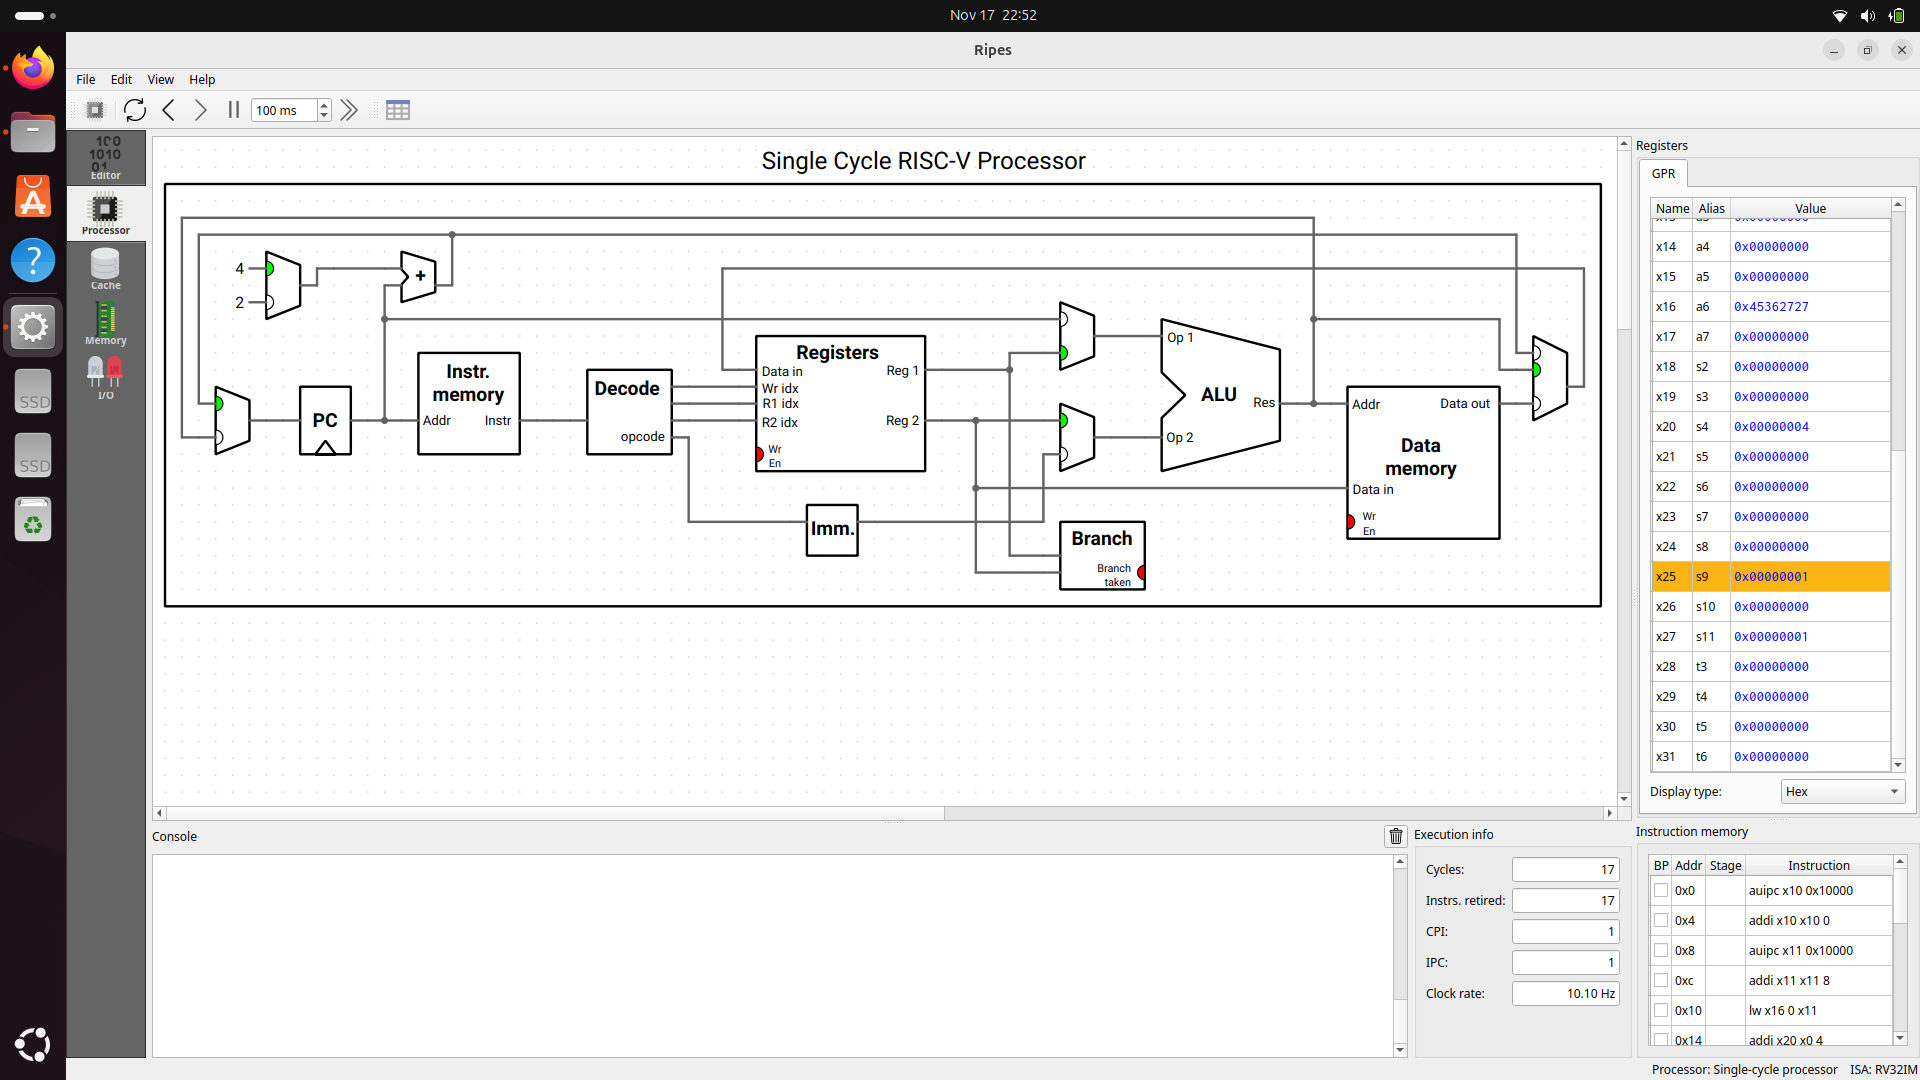 Nov 17 22:52
Ripes
File Edit View Help
100 ms
Editor
Processor
Cache
Memory
I/O
SSD
SSD
Single Cycle RISC-V Processor
4
2
+
PC
Instr.
memory
Addr
Instr
Decode
opcode
Registers
Data in
Wr idx
R1 idx
R2 idx
Wr
En
Reg 1
Reg 2
Imm.
Op 1
Op 2
ALU
Res
Branch
Branch
taken
Addr
Data out
Data
memory
Data in
Wr
En
Registers
GPR
Name Alias Value
x14 a4 0x00000000
x15 a5 0x00000000
x16 a6 0x45362727
x17 a7 0x00000000
x18 s2 0x00000000
x19 s3 0x00000000
x20 s4 0x00000004
x21 s5 0x00000000
x22 s6 0x00000000
x23 s7 0x00000000
x24 s8 0x00000000
x25 s9 0x00000001
x26 s10 0x00000000
x27 s11 0x00000001
x28 t3 0x00000000
x29 t4 0x00000000
x30 t5 0x00000000
x31 t6 0x00000000
Display type: Hex
Console
Execution info
Cycles: 17
Instrs. retired: 17
CPI: 1
IPC: 1
Clock rate: 10.10 Hz
Instruction memory
BP Addr Stage Instruction
0x0 auipc x10 0x10000
0x4 addi x10 x10 0
0x8 auipc x11 0x10000
0xc addi x11 x11 8
0x10 lw x16 0 x11
0x14 addi x20 x0 4
Processor: Single-cycle processor ISA: RV32IM